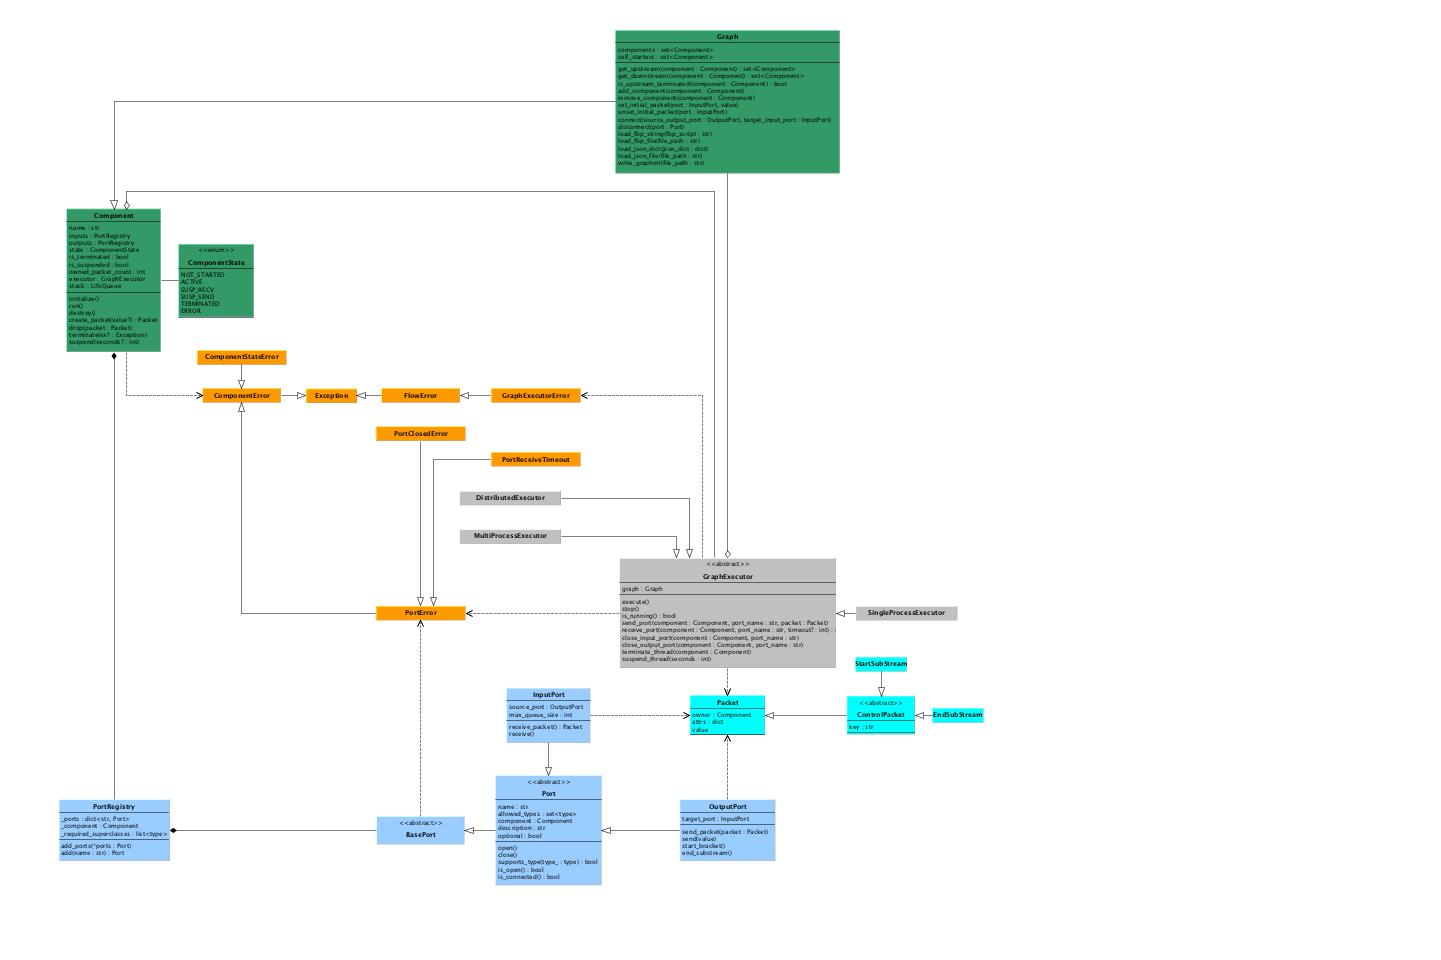 Graph
components : set<Component>
self_starters : set<Component>
get_upstream(component : Component) : set<Component>
get_downstream(component : Component) : set<Component>
is_upstream_terminated(component : Component) : bool
add_component(component : Component)
remove_component(component : Component)
set_initial_packet(port : InputPort, value)
unset_initial_packet(port : InputPort)
connect(source_output_port : OutputPort, target_input_port : InputPort)
disconnect(port : Port)
load_fbp_string(fbp_script : str)
load_fbp_file(file_path : str)
load_json_dict(json_dict : dict)
load_json_file(file_path : str)
write_graphml(file_path : str)
Component
name : str
inputs : PortRegistry
outputs : PortRegistry
state : ComponentState
is_terminated : bool
is_suspended : bool
owned_packet_count : int
executor : GraphExecutor
stack : LifoQueue
initialize()
run()
destroy()
create_packet(value?) : Packet
drop(packet : Packet)
terminate(ex? : Exception)
suspend(seconds? : int)
<<enum>>
ComponentState
NOT_STARTED
ACTIVE
SUSP_RECV
SUSP_SEND
TERMINATED
ERROR
ComponentStateError
ComponentError
Exception
FlowError
GraphExecutorError
PortClosedError
PortReceiveTimeout
DistributedExecutor
MultiProcessExecutor
<<abstract>>
GraphExecutor
graph : Graph
execute()
stop()
is_running() : bool
send_port(component : Component, port_name : str, packet : Packet)
receive_port(component : Component, port_name : str, timeout? : int) :
close_input_port(component : Component, port_name : str)
close_output_port(component : Component, port_name : str)
terminate_thread(component : Component)
suspend_thread(seconds : int)
PortError
SingleProcessExecutor
StartSubStream
InputPort
source_port : OutputPort
max_queue_size : int
receive_packet() : Packet
receive()
Packet
owner : Component
attrs : dict
value
<<abstract>>
ControlPacket
key : str
EndSubStream
<<abstract>>
Port
name : str
allowed_types : set<type>
component : Component
description : str
optional : bool
open()
close()
supports_type(type_ : type) : bool
is_open() : bool
is_connected() : bool
PortRegistry
_ports : dict<str, Port>
_component : Component
_required_superclasses : list<type>
add_ports(*ports : Port)
add(name : str) : Port
<<abstract>>
BasePort
OutputPort
target_port : InputPort
send_packet(packet : Packet)
send(value)
start_bracket()
end_substream()